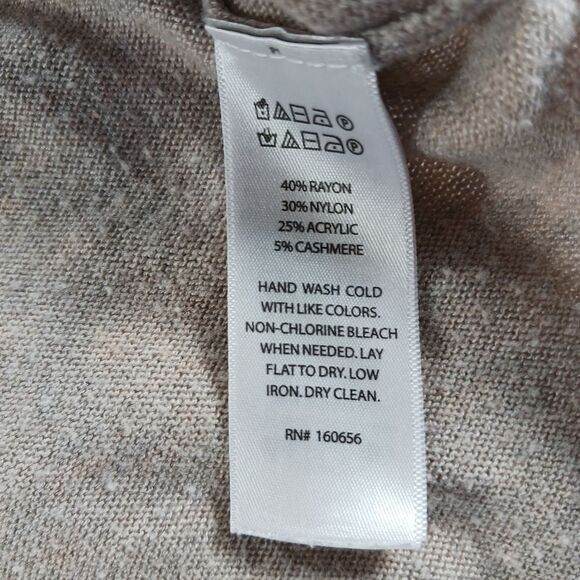 40% RAYON
30% NYLON
25% ACRYLIC
5% CASHMERE
HAND WASH COLD
WITH LIKE COLORS.
NON-CHLORINE BLEACH
WHEN NEEDED. LAY
FLAT TO DRY. LOW
IRON. DRY CLEAN.
RN# 160656